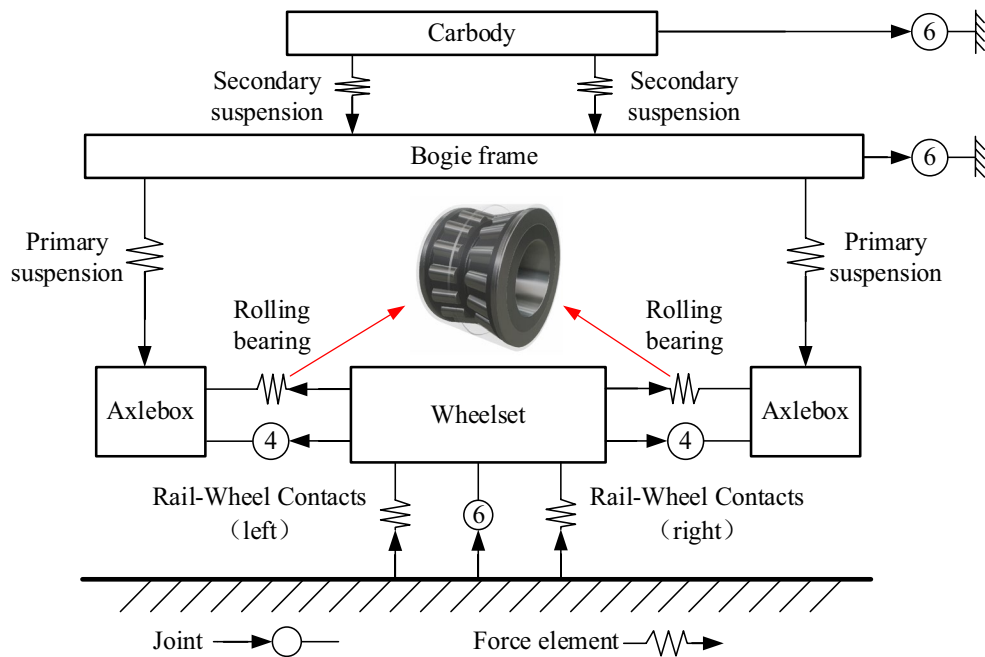 Carbody
6
Secondary
suspension
Secondary
suspension
Bogie frame
6
Primary
suspension
Primary
suspension
Rolling
bearing
Rolling
bearing
Axlebox
Wheelset
Axlebox
4
4
Rail-Wheel Contacts
（left）
6
Rail-Wheel Contacts
（right）
Joint
Force element